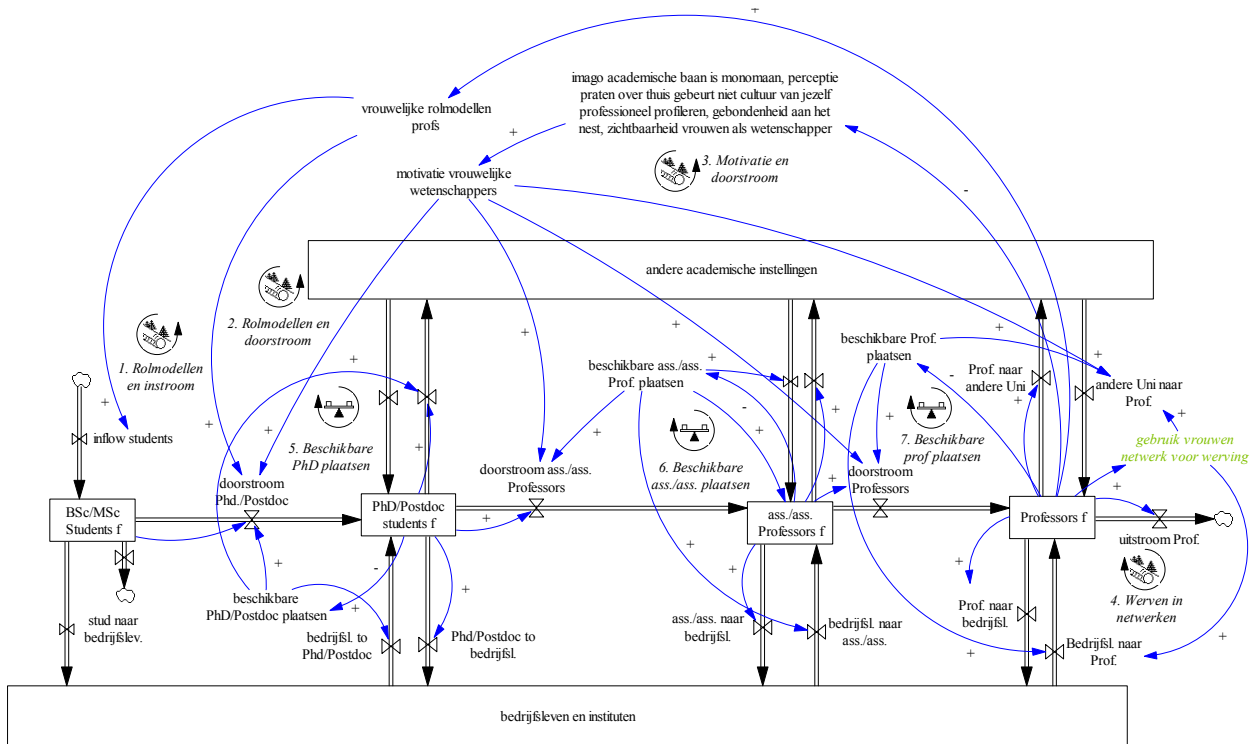 imago academische baan is monomaan, perceptie
praten over thuis gebeurt niet cultuur van jezelf
professioneel profileren, gebondenheid aan het
nest, zichtbaarheid vrouwen als wetenschapper
vrouwelijke rolmodellen
profs
3. Motivatie en
doorstroom
motivatie vrouwelijke
wetenschappers
andere academische instellingen
2. Rolmodellen en
doorstroom
1. Rolmodellen
en instroom
beschikbare ass./ass.
Prof. plaatsen
beschikbare Prof.
plaatsen
Prof. naar
andere Uni
andere Uni naar
Prof.
inflow students
5. Beschikbare
PhD plaatsen
6. Beschikbare
ass./ass. plaatsen
7. Beschikbare
prof plaatsen
gebruik vrouwen
netwerk voor werving
doorstroom
Phd./Postdoc
doorstroom ass./ass.
Professors
doorstroom
Professors
BSc/MSc
Students f
PhD/Postdoc
students f
ass./ass.
Professors f
Professors f
uitstroom Prof.
4. Werven in
netwerken
stud naar
bedrijfslev.
beschikbare
PhD/Postdoc plaatsen
bedrijfsl. to
Phd/Postdoc
Phd/Postdoc to
bedrijfsl.
ass./ass. naar
bedrijfsl.
bedrijfsl. naar
ass./ass.
Prof. naar
bedrijfsl.
Bedrijfsl. naar
Prof.
bedrijfsleven en instituten